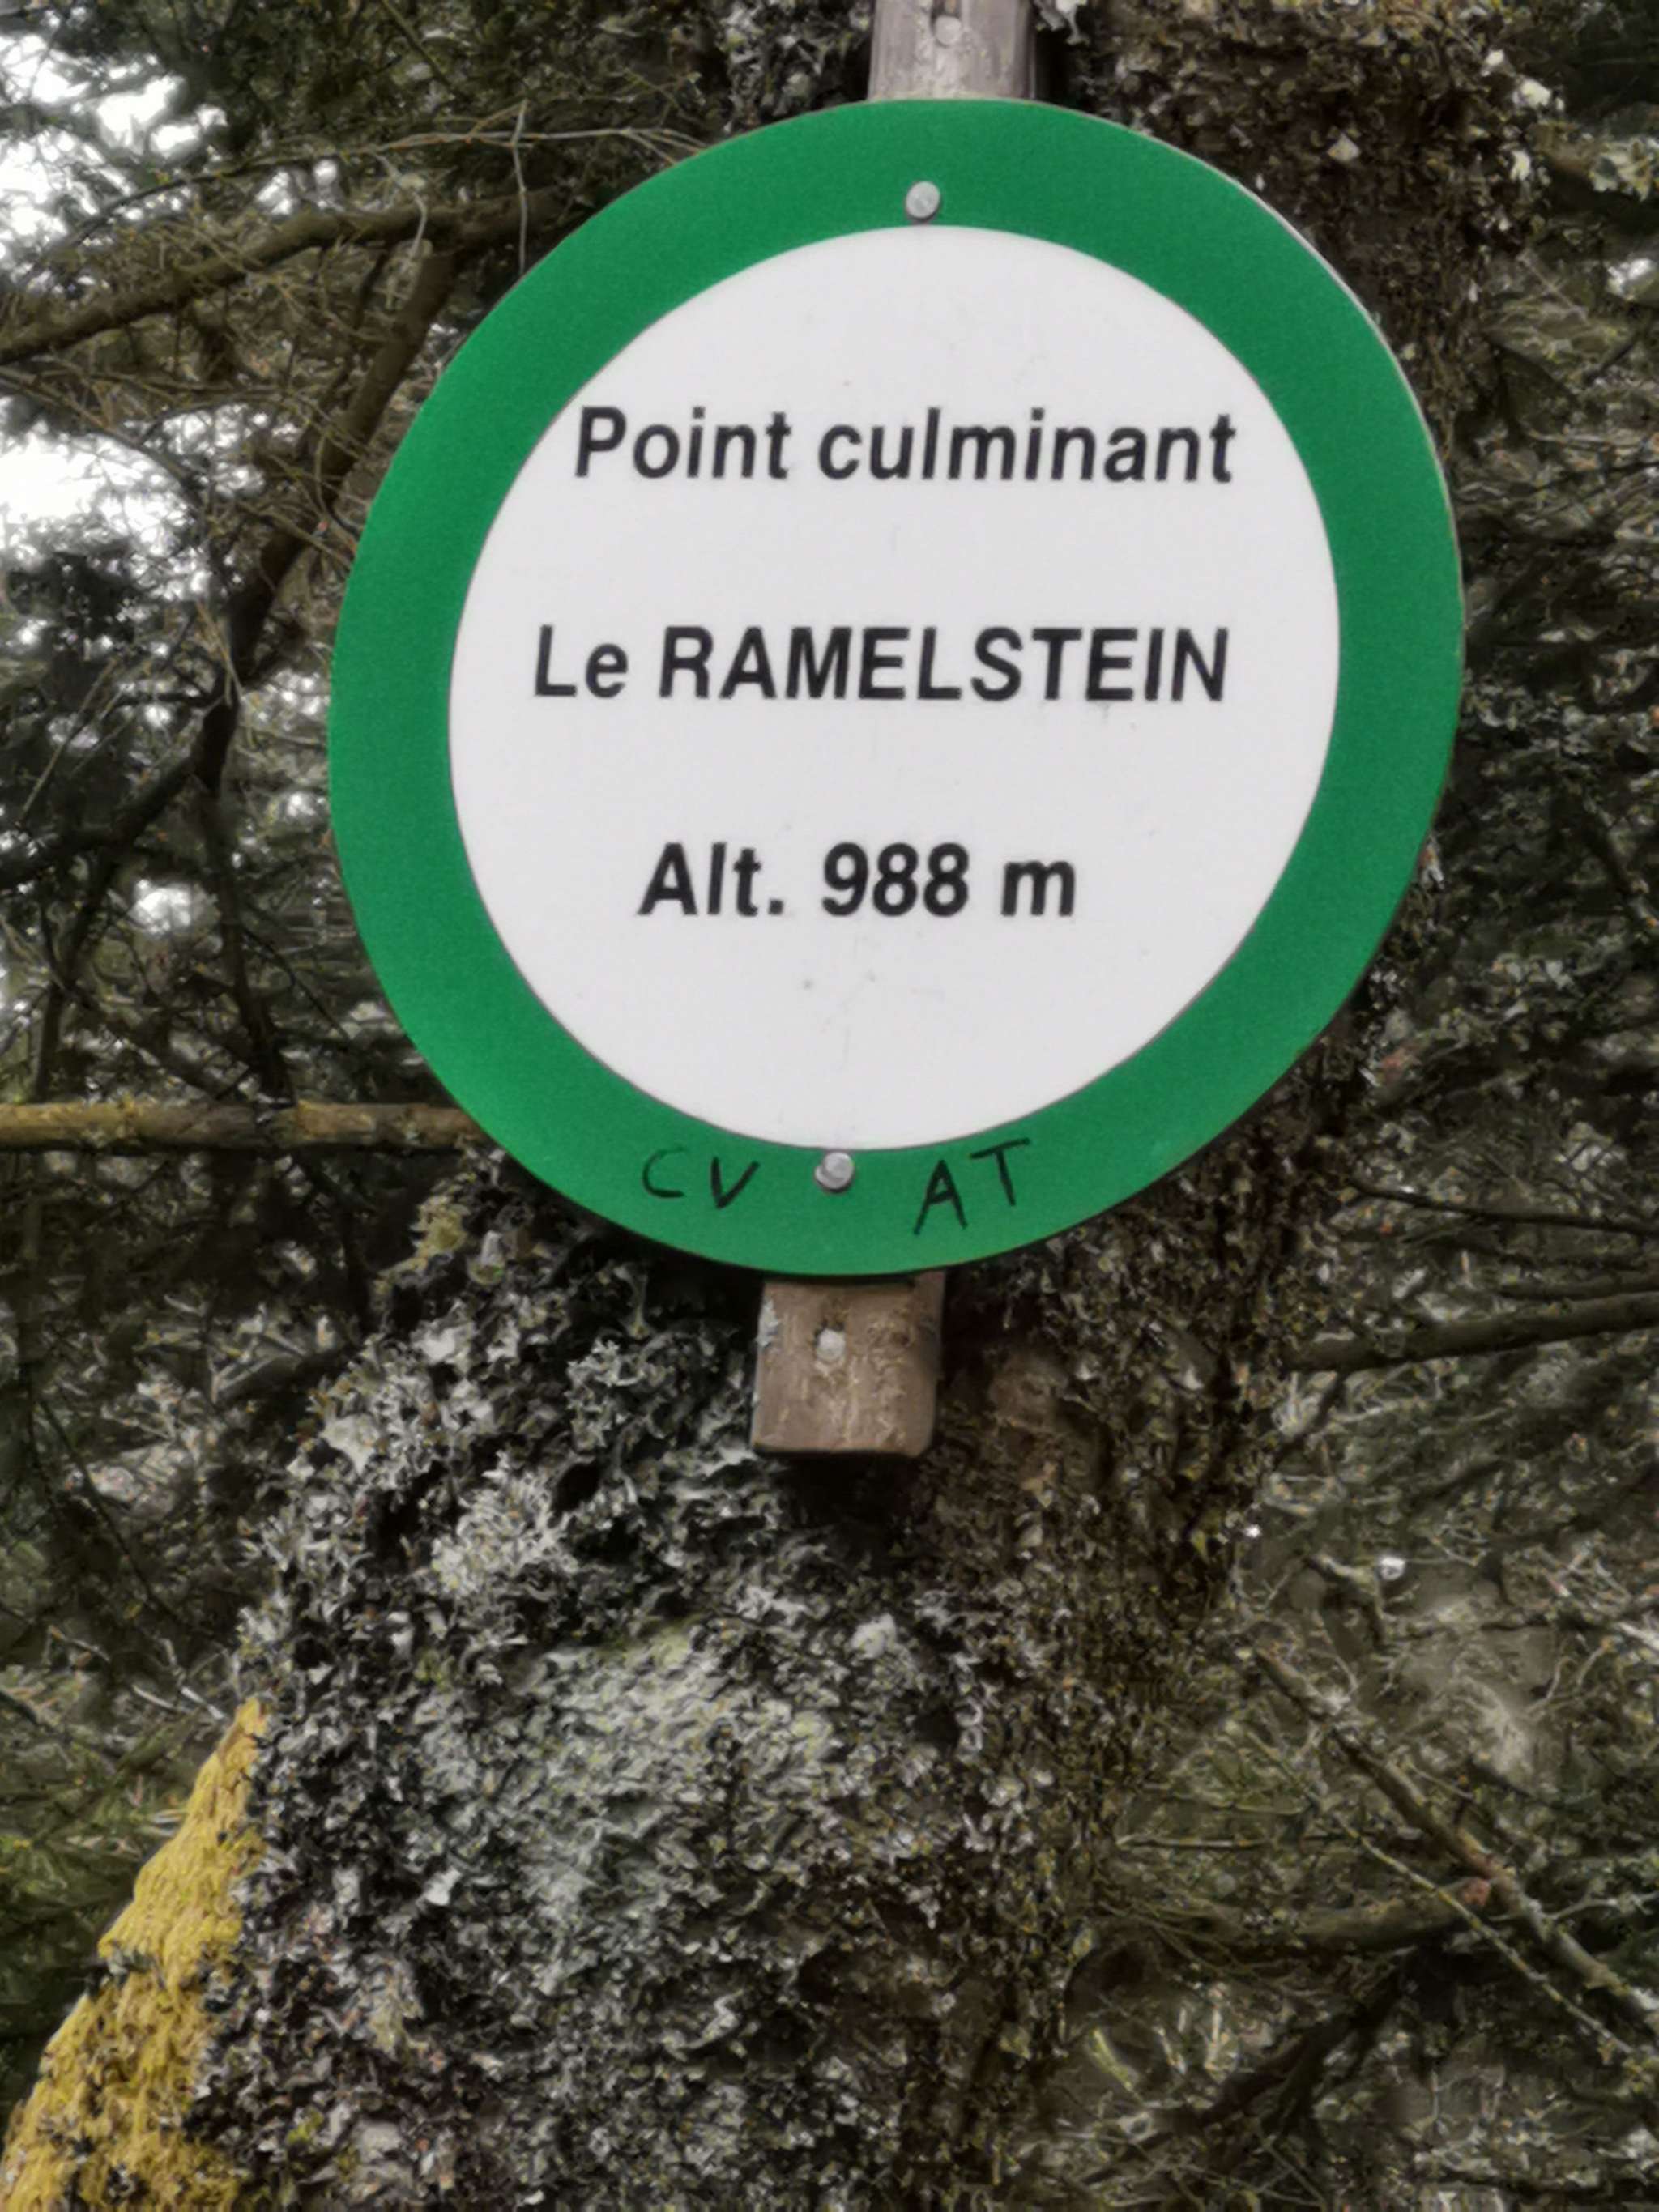 Point culminant
Le RAMELSTEIN
Alt. 988 m
CV AT